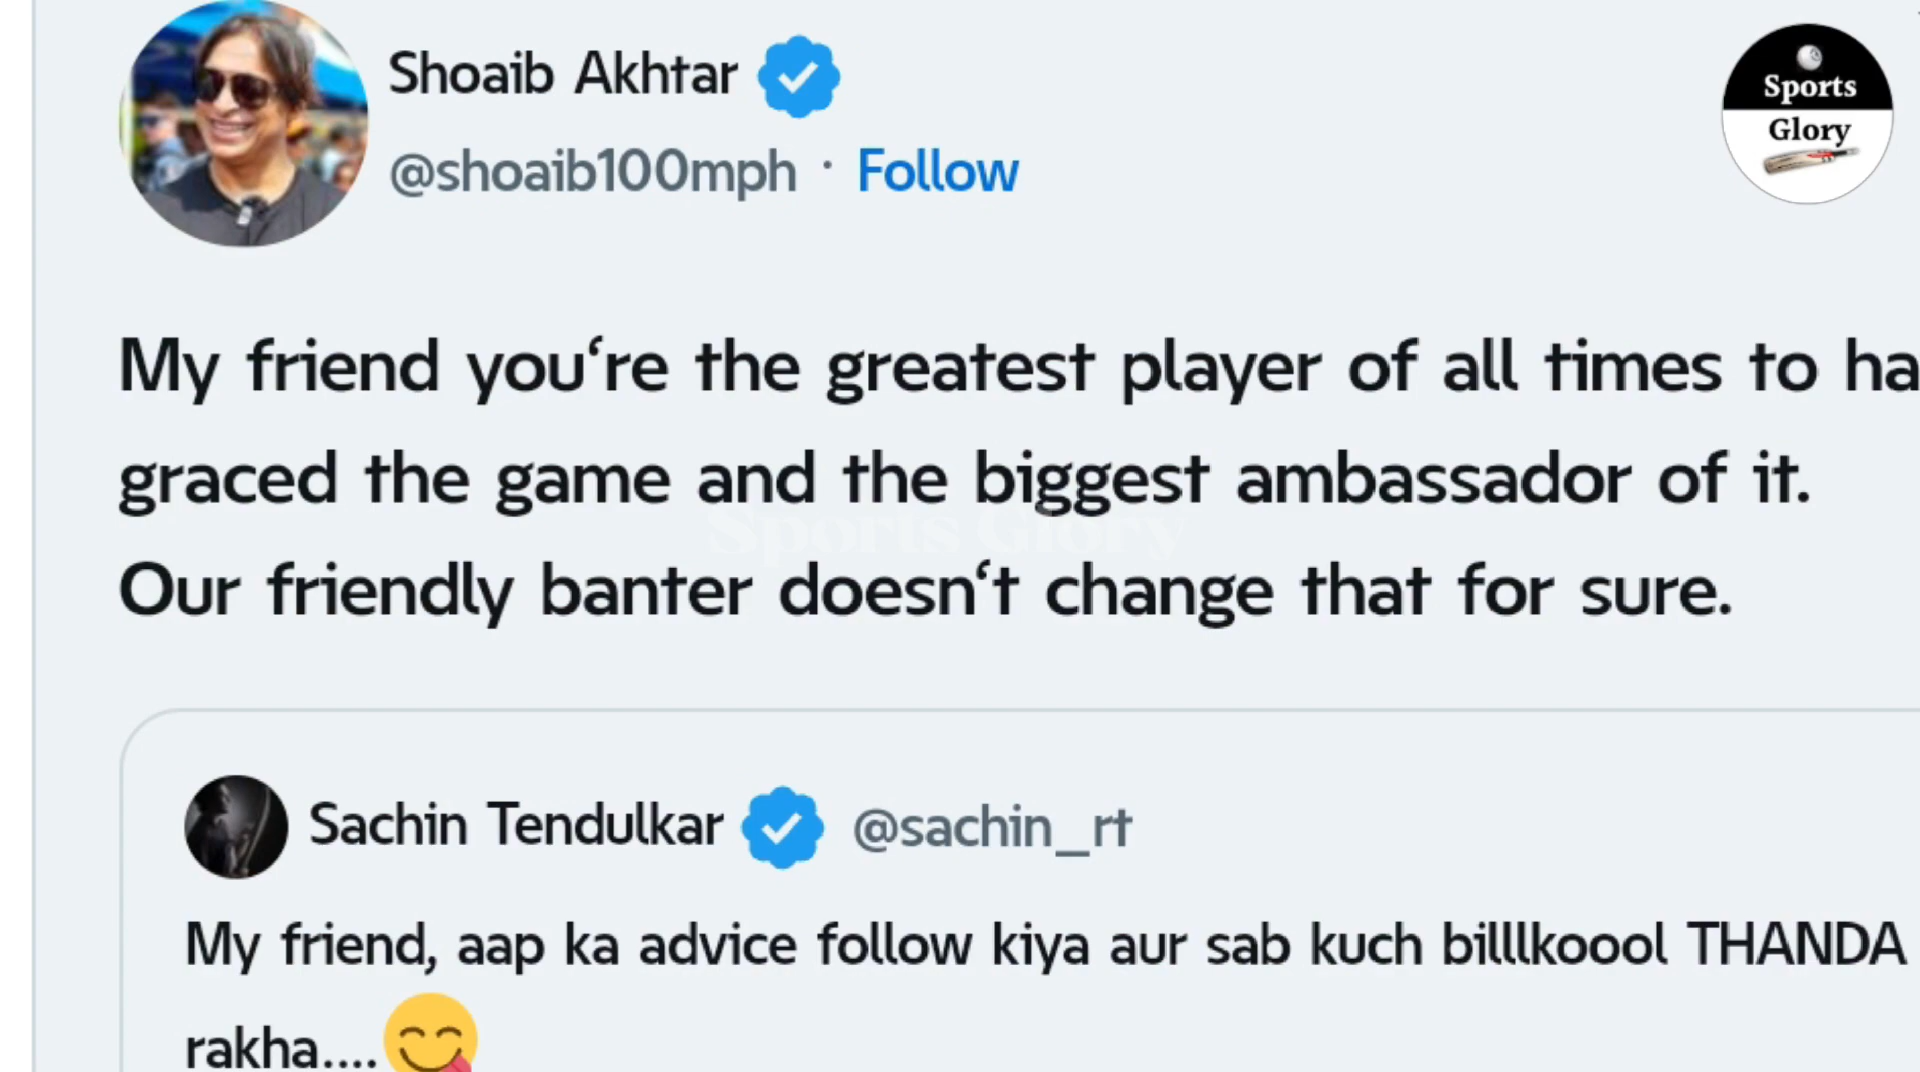 Shoaib Akhtar
@shoaib100mph · Follow
Sports
Glory
My friend you‘re the greatest player of all times to ha
graced the game and the biggest ambassador of it.
Sports Glory
Our friendly banter doesn‘t change that for sure.
Sachin Tendulkar @sachin_rt
My friend, aap ka advice follow kiya aur sab kuch billlkoool THANDA
rakha....😋